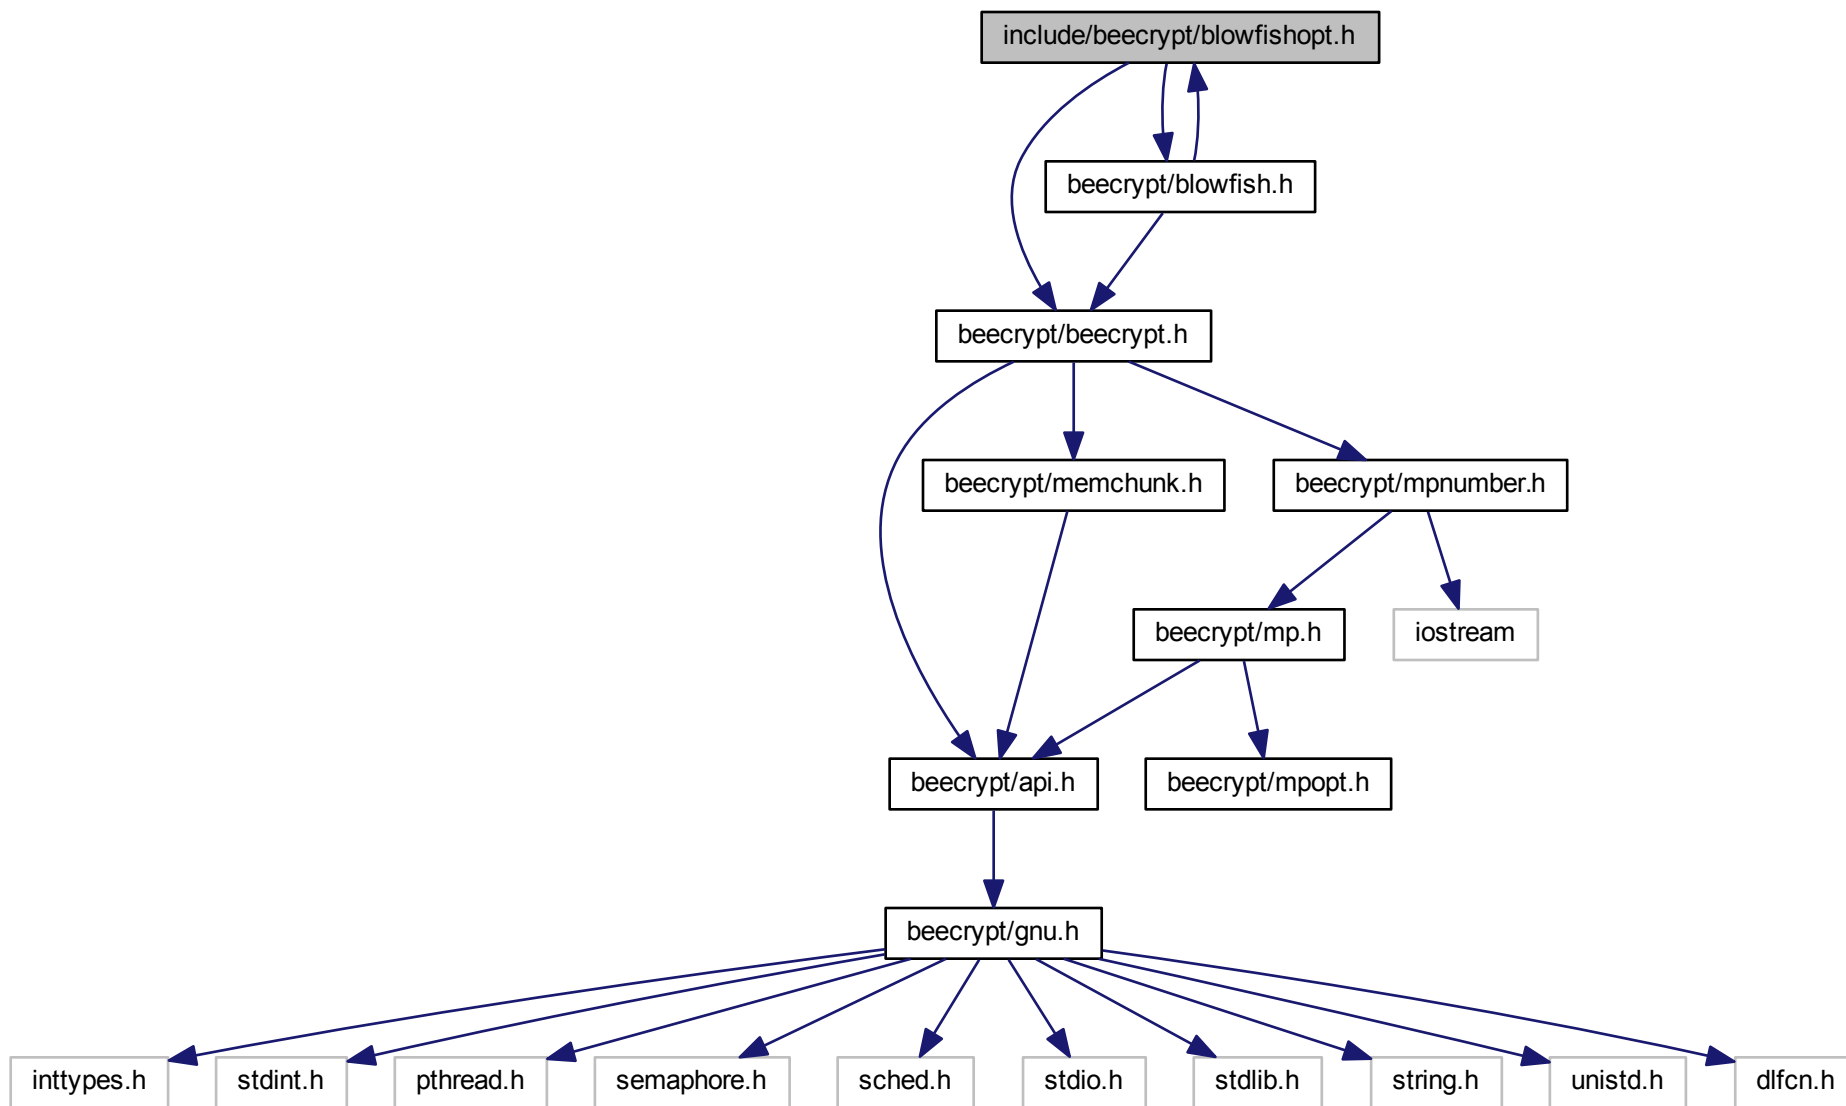 include/beecrypt/blowfishopt.h
beecrypt/blowfish.h
beecrypt/beecrypt.h
beecrypt/memchunk.h
beecrypt/mpnumber.h
beecrypt/mp.h
iostream
beecrypt/api.h
beecrypt/mpopt.h
beecrypt/gnu.h
inttypes.h
stdint.h
pthread.h
semaphore.h
sched.h
stdio.h
stdlib.h
string.h
unistd.h
dlfcn.h